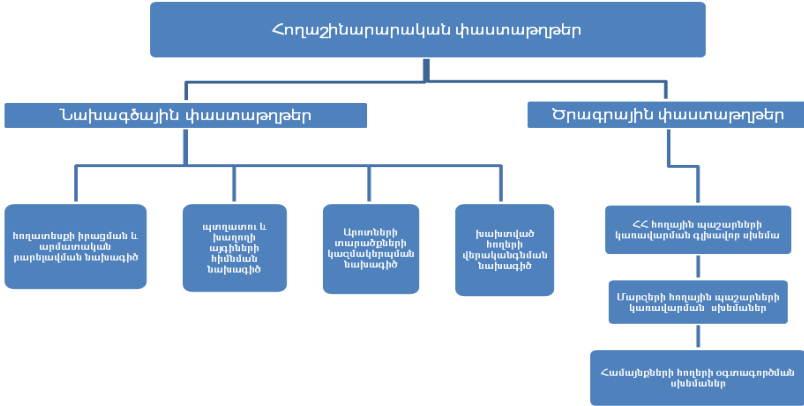 Հողաշինարարական փաստաթղթեր
Նախագծային փաստաթղթեր
Ծրագրային փաստաթղթեր
հողատեսքի իրացման և
արմատական
բարելավման նախագիծ
պտղատու և
խաղողի
այգիների
հիմնման
նախագիծ
Արոտների
տարածքների
կազմակերպման
նախագիծ
խախտված
հողերի
վերականգնման
նախագիծ
ՀՀ հողային պաշարների
կառավարման գլխավոր սխեմա
Մարզերի հողային պաշարների
կառավարման սխեմաներ
Համայնքների հողերի օգտագործման
սխեմաներ